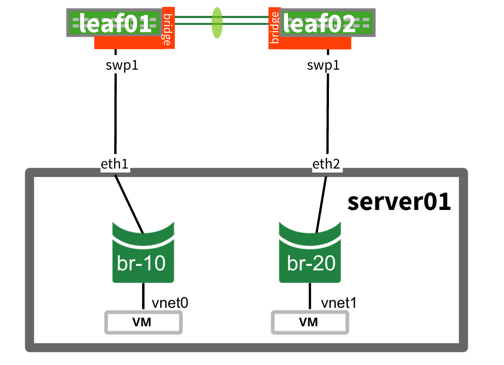 leaf01
bridge
bridge
leaf02
swp1
swp1
eth1
eth2
server01
br-10
br-20
vnet0
vnet1
VM
VM